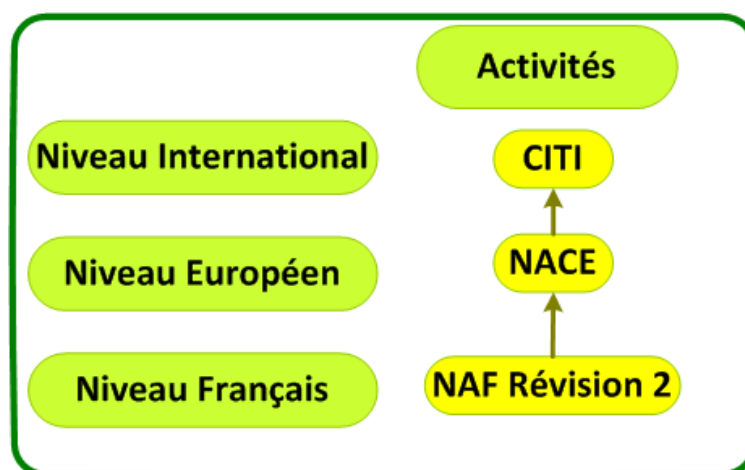 Activités
Niveau International
CITI
Niveau Européen
NACE
Niveau Français
NAF Révision 2